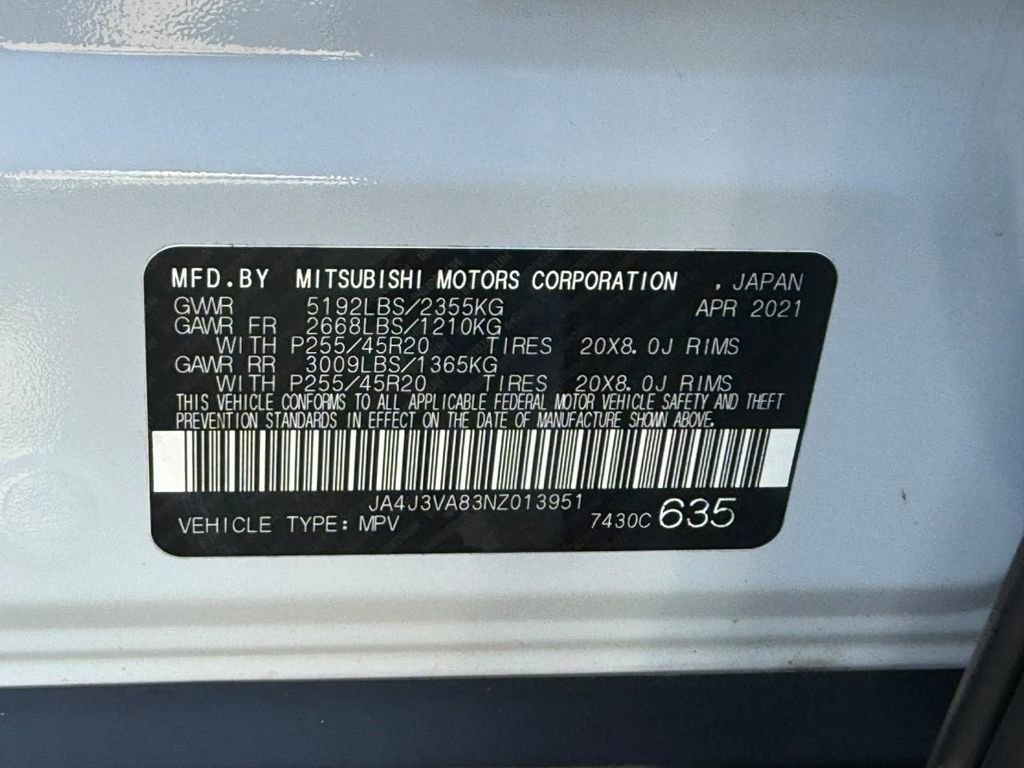 MFD.BY MITSUBISHI MOTORS CORPORATION , JAPAN
GVWR 5192LBS/2355KG APR 2021
GAWR FR 2668LBS/1210KG
WITH P255/45R20 TIRES 20X8.0J RIMS
GAWR RR 3009LBS/1365KG
WITH P255/45R20 TIRES 20X8.0J RIMS
THIS VEHICLE CONFORMS TO ALL APPLICABLE FEDERAL MOTOR VEHICLE SAFETY AND THEFT
PREVENTION STANDARDS IN EFFECT ON THE DATE OF MANUFACTURE SHOWN ABOVE.
JA4J3VA83NZ013951
VEHICLE TYPE: MPV 7430C 635